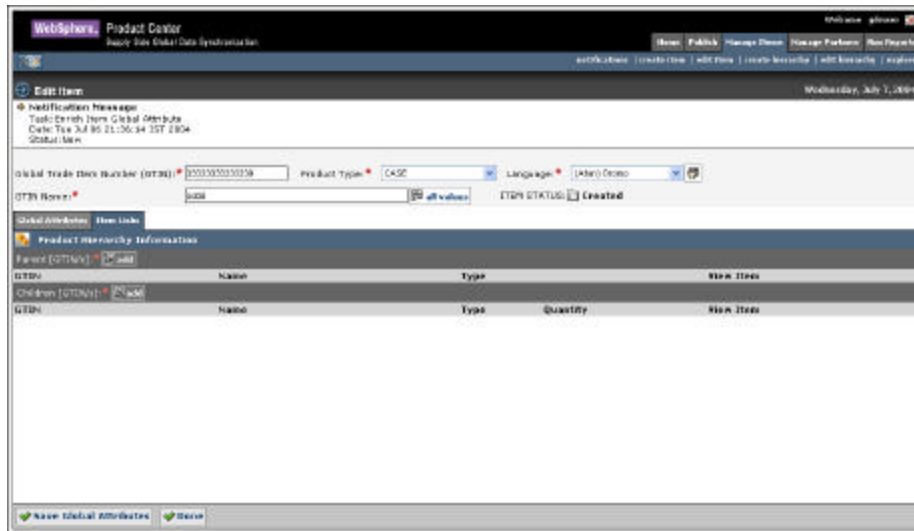 WebSphere. Product Center
Supply Side Global Data Synchronization
Welcome
Home Publish Manage Items Manage Partners Run Reports
notifications | create item | edit item | create hierarchy | edit hierarchy |
Edit Item
Wednesday, July 7, 2004
Notification Message
Task: Enrich Item Global Attribute
Date: Tue Jul 06 21:36:14 IST 2004
Status: New
Global Trade Item Number (GTIN):* Product Type:* CASE Language:* (Afan) Oromo
GTIN Name:* all values ITEM STATUS: Created
Global Attributes Item Links
Product Hierarchy Information
Parent [GTIN/s]:* add
GTIN Name Type View Item
Children [GTIN/s]:* add
GTIN Name Type Quantity View Item
Save Global Attributes Done